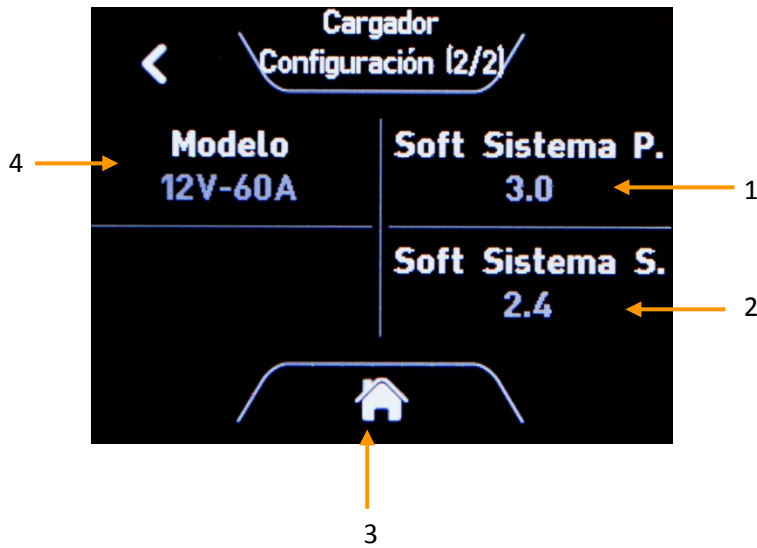 Cargador
Configuración (2/2)
Modelo
12V-60A
Soft Sistema P.
3.0
Soft Sistema S.
2.4
4
1
2
3